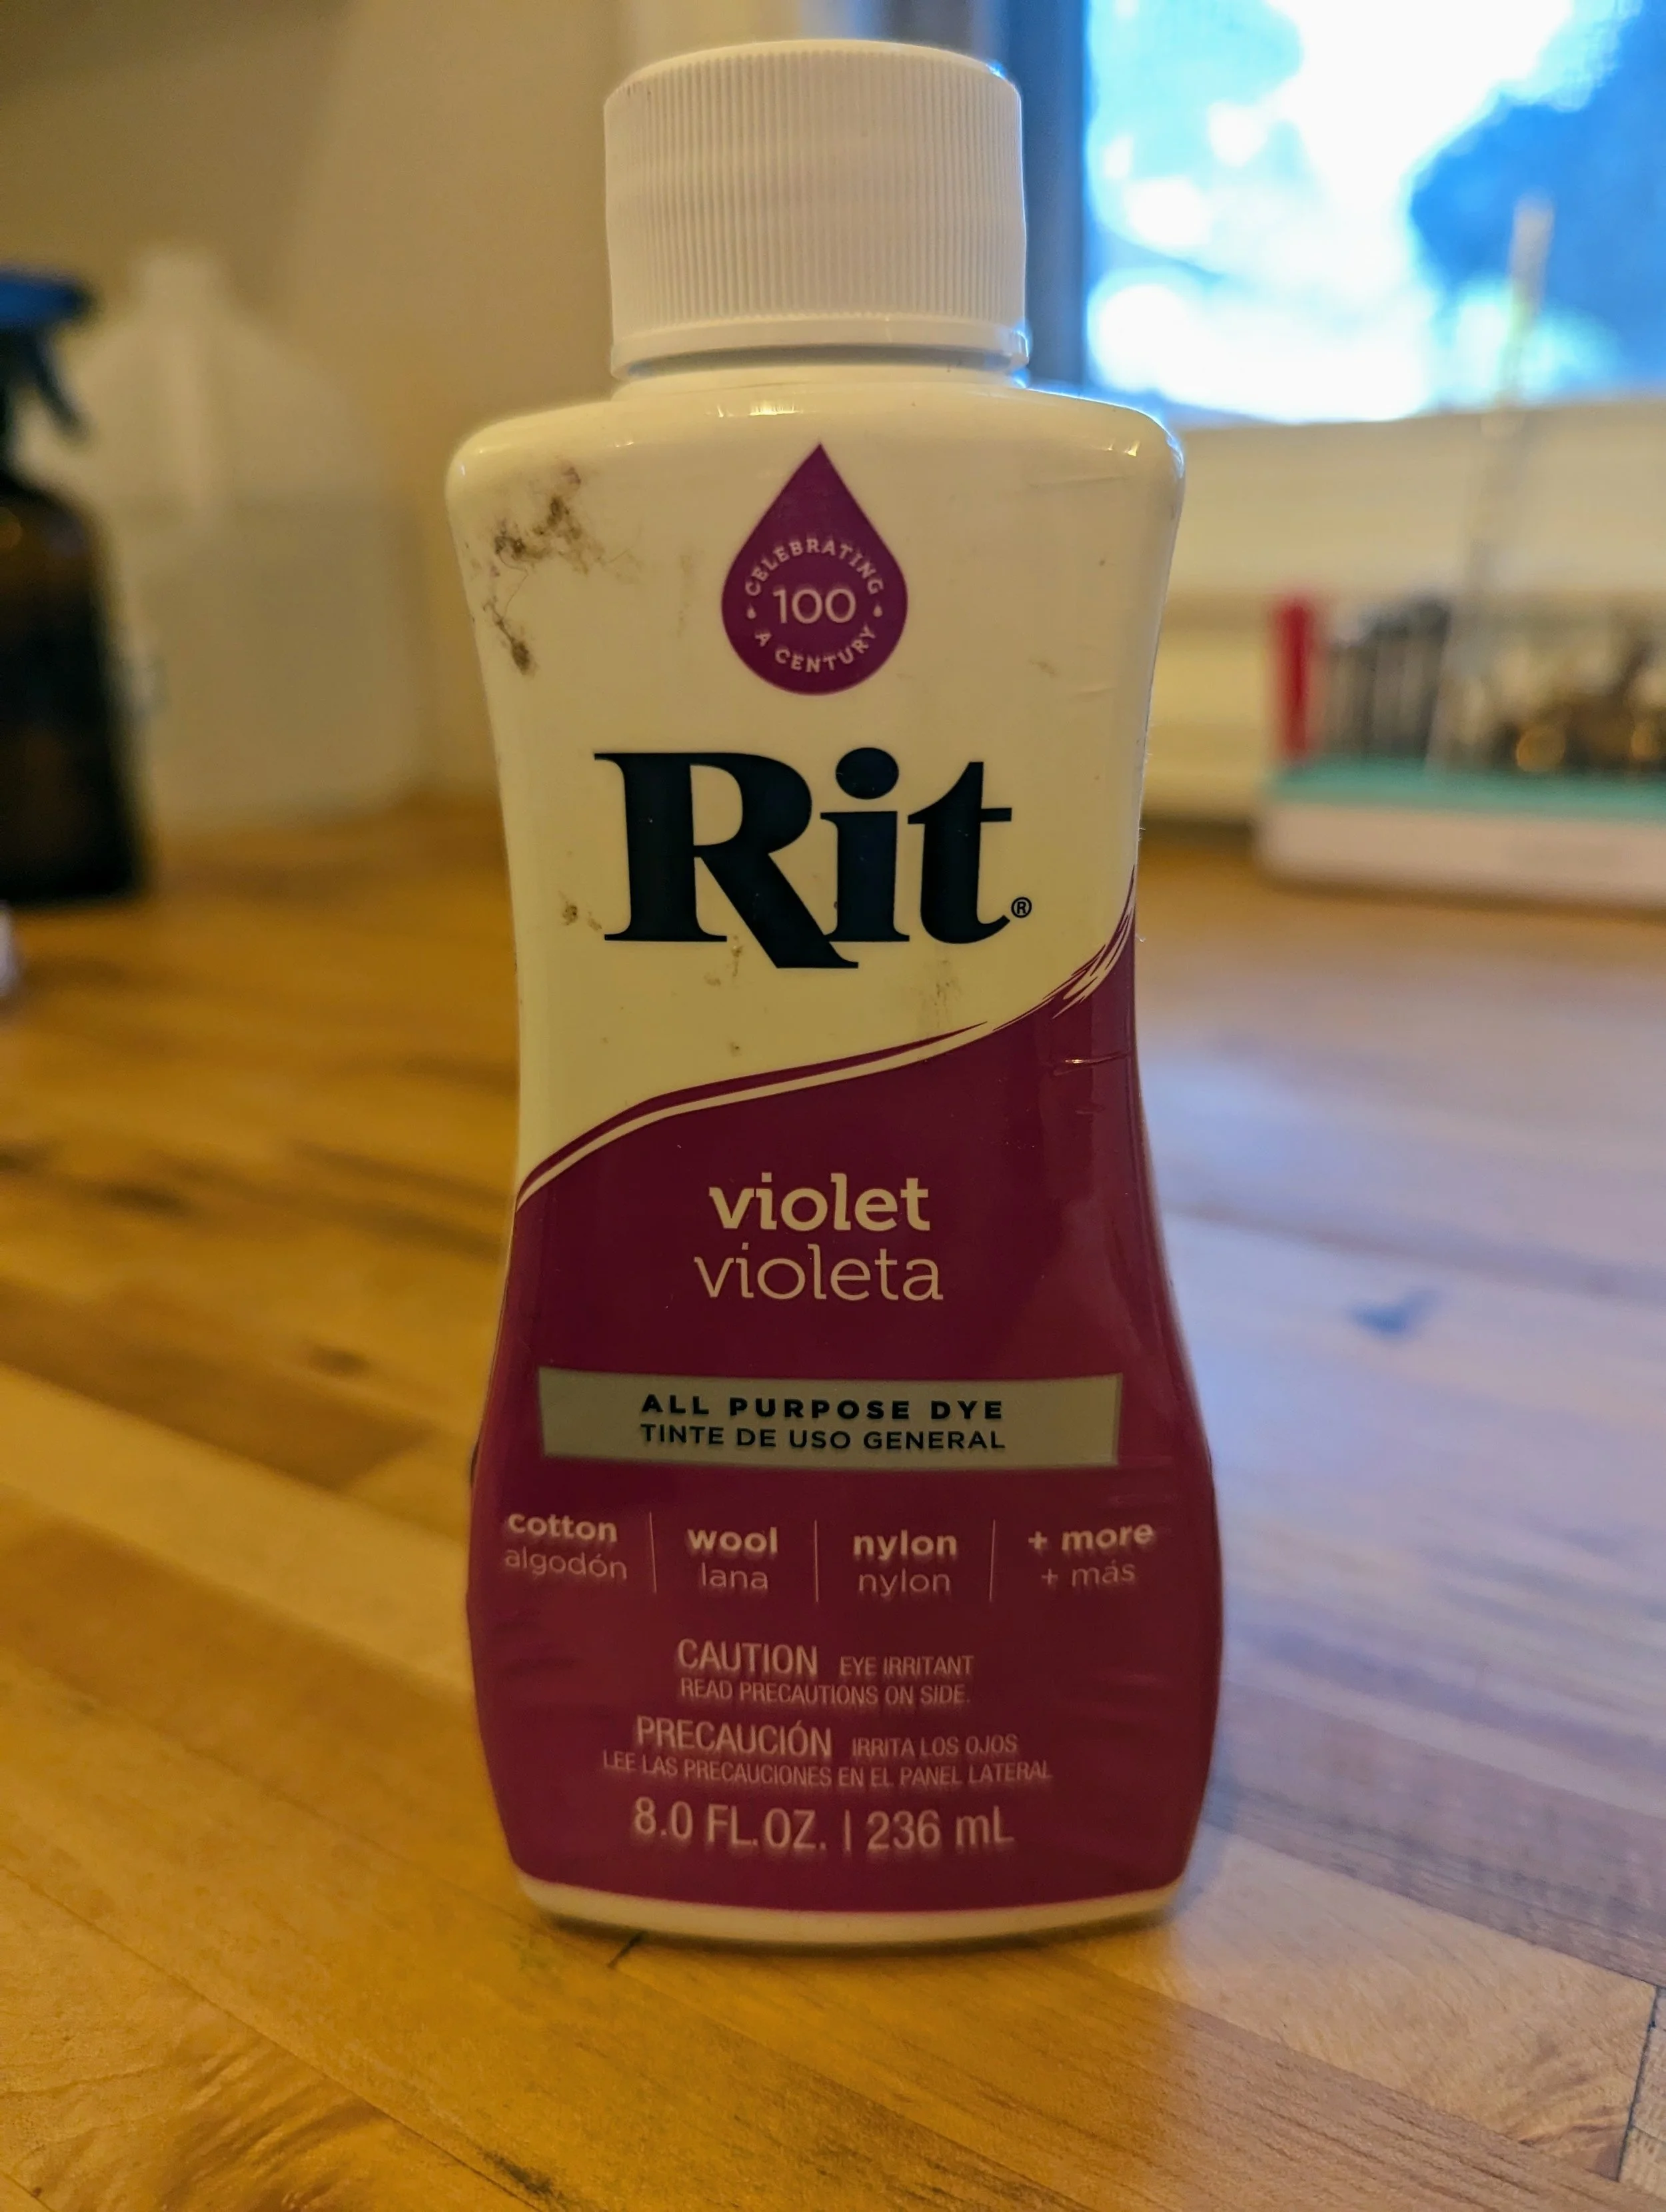 CELEBRATING
100
A CENTURY
Rit®
violet
violeta
ALL PURPOSE DYE
TINTE DE USO GENERAL
cotton
algodón
wool
lana
nylon
nylon
+ more
+ más
CAUTION EYE IRRITANT
READ PRECAUTIONS ON SIDE.
PRECAUCIÓN IRRITA LOS OJOS
LEE LAS PRECAUCIONES EN EL PANEL LATERAL
8.0 FL.OZ. | 236 mL